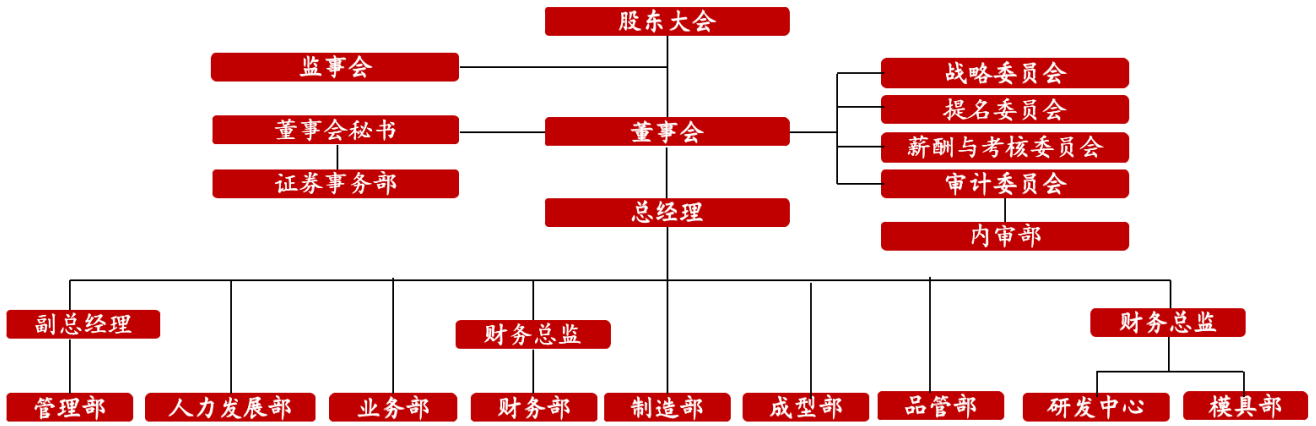 股东大会
监事会
战略委员会
提名委员会
董事会秘书
董事会
薪酬与考核委员会
证券事务部
审计委员会
总经理
内审部
副总经理
财务总监
财务总监
管理部
人力发展部
业务部
财务部
制造部
成型部
品管部
研发中心
模具部